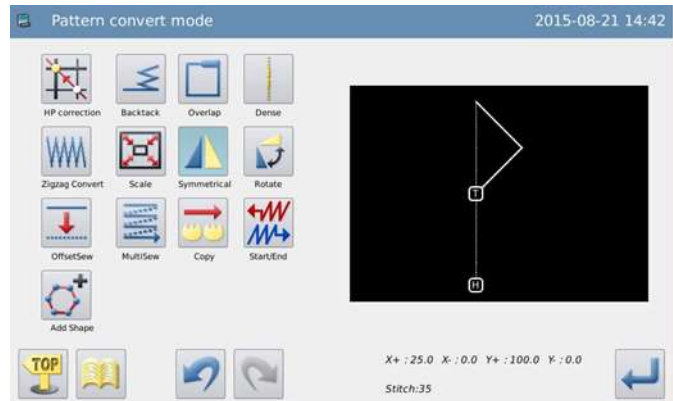 Pattern convert mode 2015-08-21 14:42
HP correction Backtack Overlap Dense
Zigzag Convert Scale Symmetrical Rotate
T
OffsetSew MultiSew Copy Start/End
H
Add Shape
TOP
X+ : 25.0 X- : 0.0 Y+ : 100.0 Y- : 0.0
Stitch:35